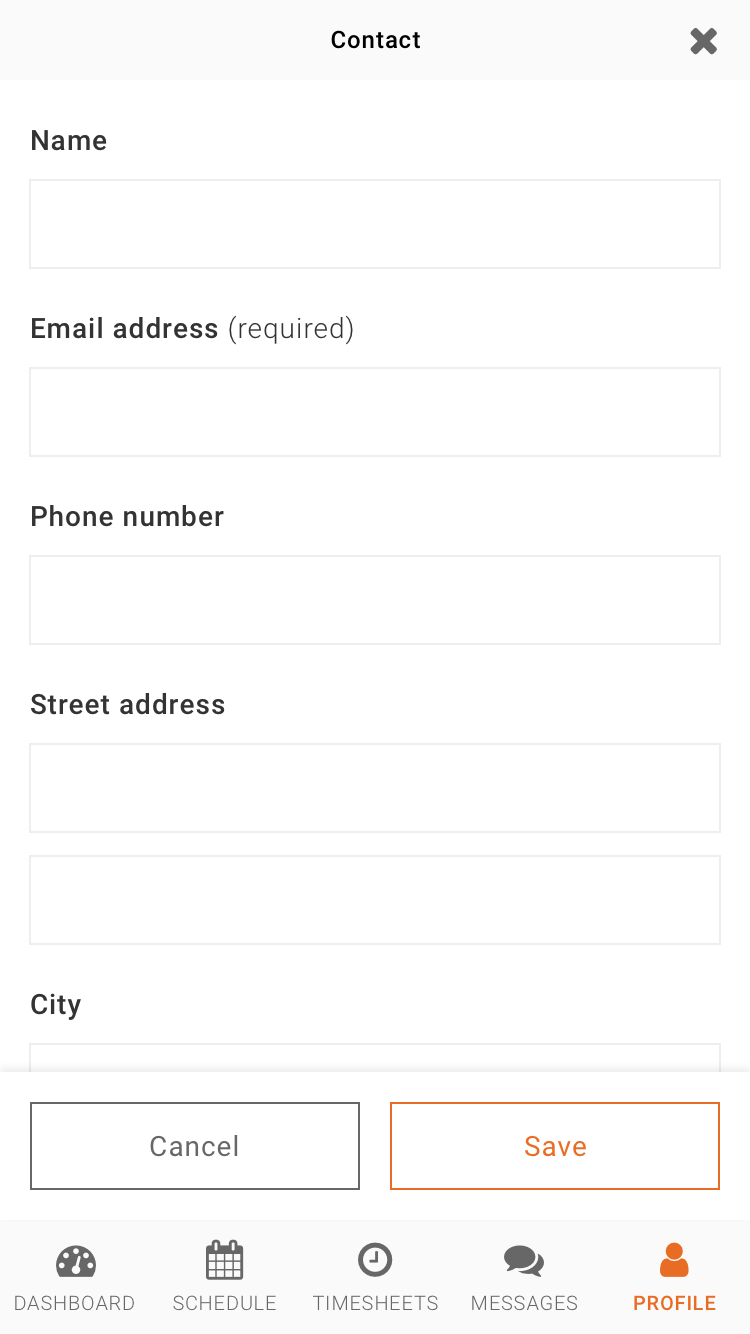 Contact
Name
Email address (required)
Phone number
Street address
City
Cancel Save
DASHBOARD SCHEDULE TIMESHEETS MESSAGES PROFILE